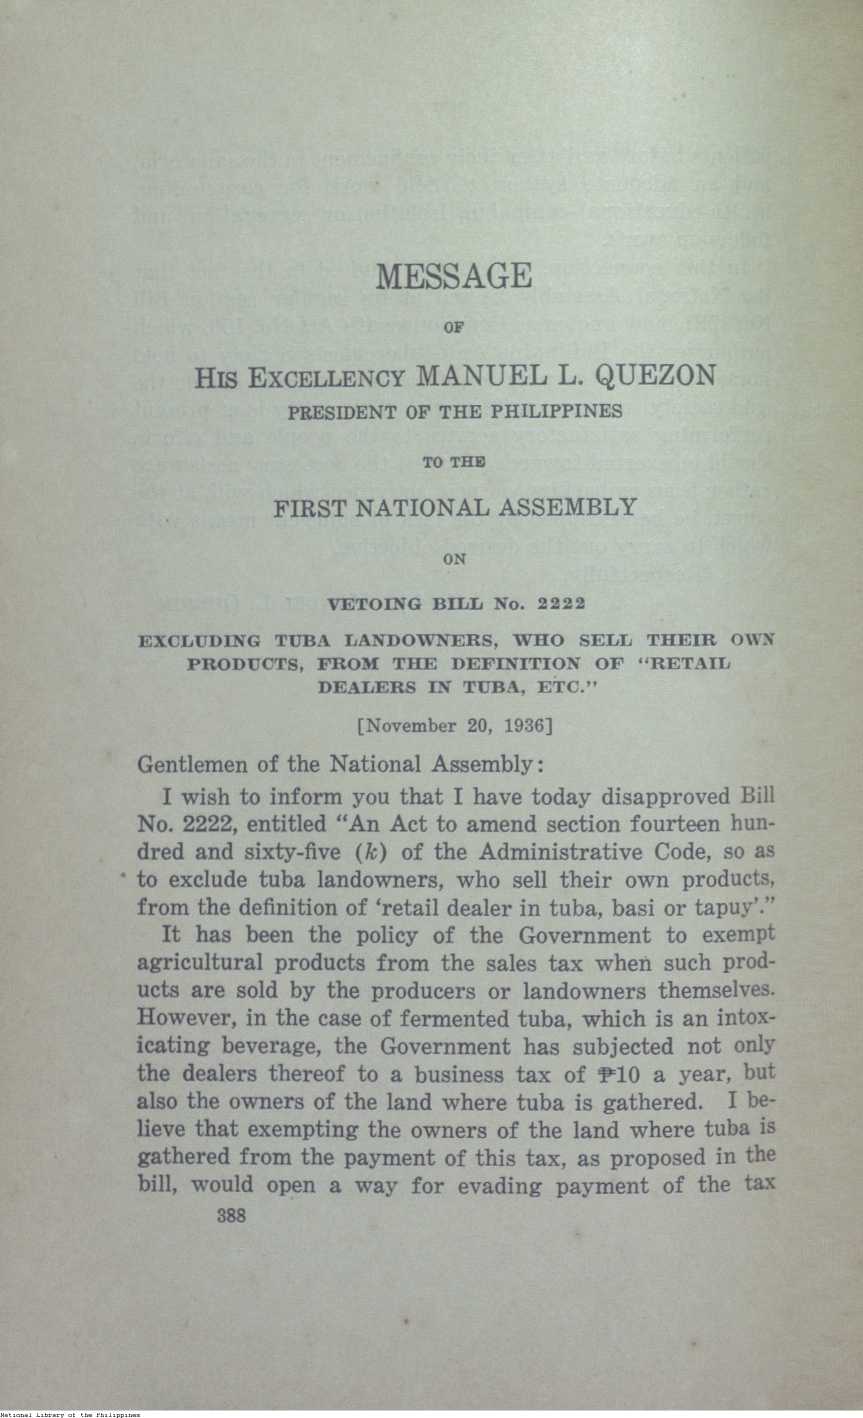 MESSAGE
OF
HIS EXCELLENCY MANUEL L. QUEZON
PRESIDENT OF THE PHILIPPINES
TO THE
FIRST NATIONAL ASSEMBLY
ON
VETOING BILL No. 2222
EXCLUDING TUBA LANDOWNERS, WHO SELL THEIR OWN
PRODUCTS, FROM THE DEFINITION OF “RETAIL
DEALERS IN TUBA, ETC.”
[November 20, 1936]
Gentlemen of the National Assembly:
I wish to inform you that I have today disapproved Bill
No. 2222, entitled “An Act to amend section fourteen hun-
dred and sixty-five (k) of the Administrative Code, so as
to exclude tuba landowners, who sell their own products,
from the definition of ‘retail dealer in tuba, basi or tapuy’.”
It has been the policy of the Government to exempt
agricultural products from the sales tax when such prod-
ucts are sold by the producers or landowners themselves.
However, in the case of fermented tuba, which is an intox-
icating beverage, the Government has subjected not only
the dealers thereof to a business tax of ₱10 a year, but
also the owners of the land where tuba is gathered. I be-
lieve that exempting the owners of the land where tuba is
gathered from the payment of this tax, as proposed in the
bill, would open a way for evading payment of the tax
388
National Library of the Philippines